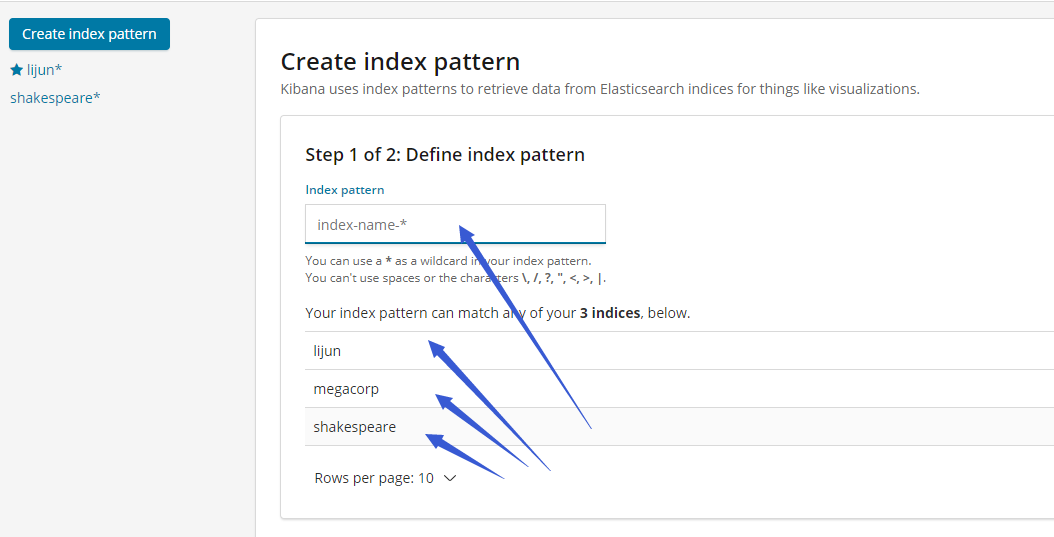 Create index pattern
lijun*
shakespeare*
Create index pattern
Kibana uses index patterns to retrieve data from Elasticsearch indices for things like visualizations.
Step 1 of 2: Define index pattern
Index pattern
index-name-*
You can use a * as a wildcard in your index pattern.
You can't use spaces or the characters \, /, ?, ", <, >, |.
Your index pattern can match any of your 3 indices, below.
lijun
megacorp
shakespeare
Rows per page: 10